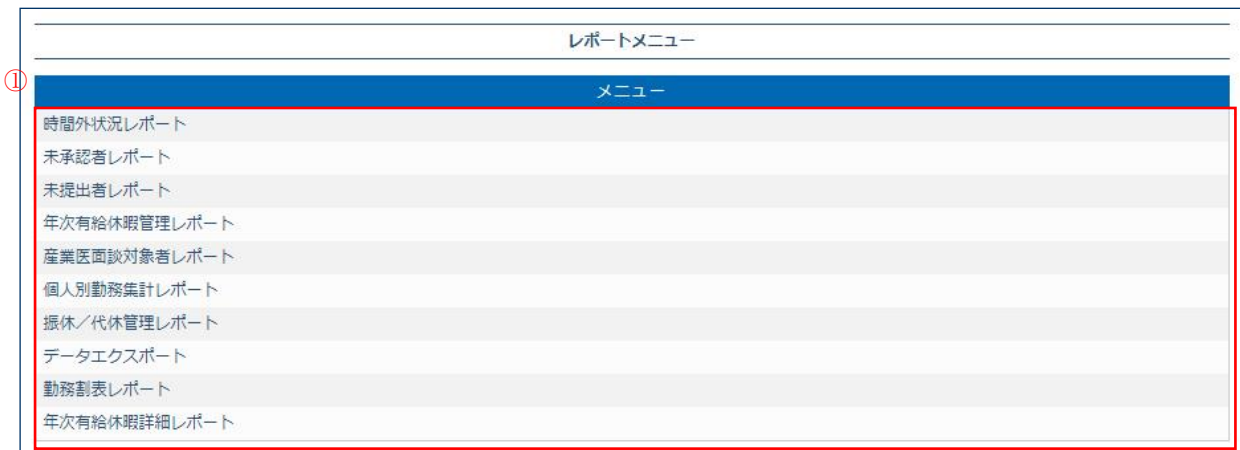 レポートメニュー
①
メニュー
時間外状況レポート
未承認者レポート
未提出者レポート
年次有給休暇管理レポート
産業医面談対象者レポート
個人別勤務集計レポート
振休／代休管理レポート
データエクスポート
勤務割表レポート
年次有給休暇詳細レポート